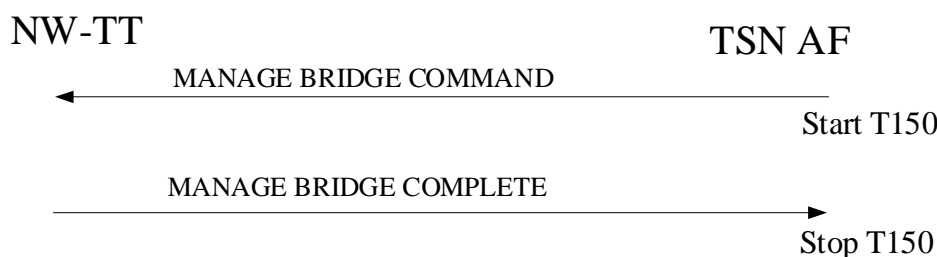 NW-TT
TSN AF
MANAGE BRIDGE COMMAND
Start T150
MANAGE BRIDGE COMPLETE
Stop T150